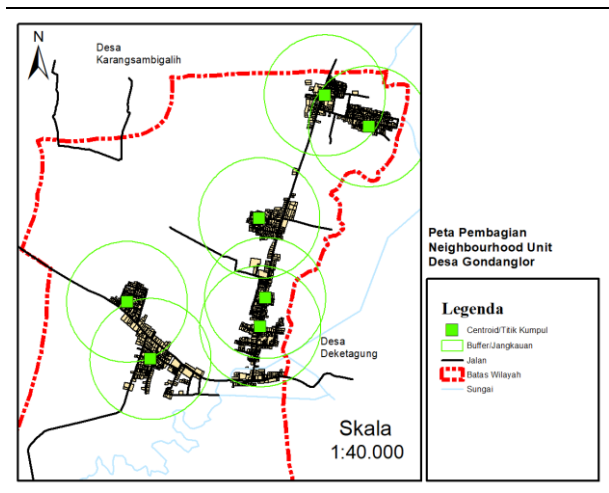 N
Desa
Karangsambigalih
Desa
Deketagung
Skala
1:40.000
Peta Pembagian
Neighbourhood Unit
Desa Gondanglor
Legenda
Centroid/Titik Kumpul
Buffer/Jangkauan
Jalan
Batas Wilayah
Sungai